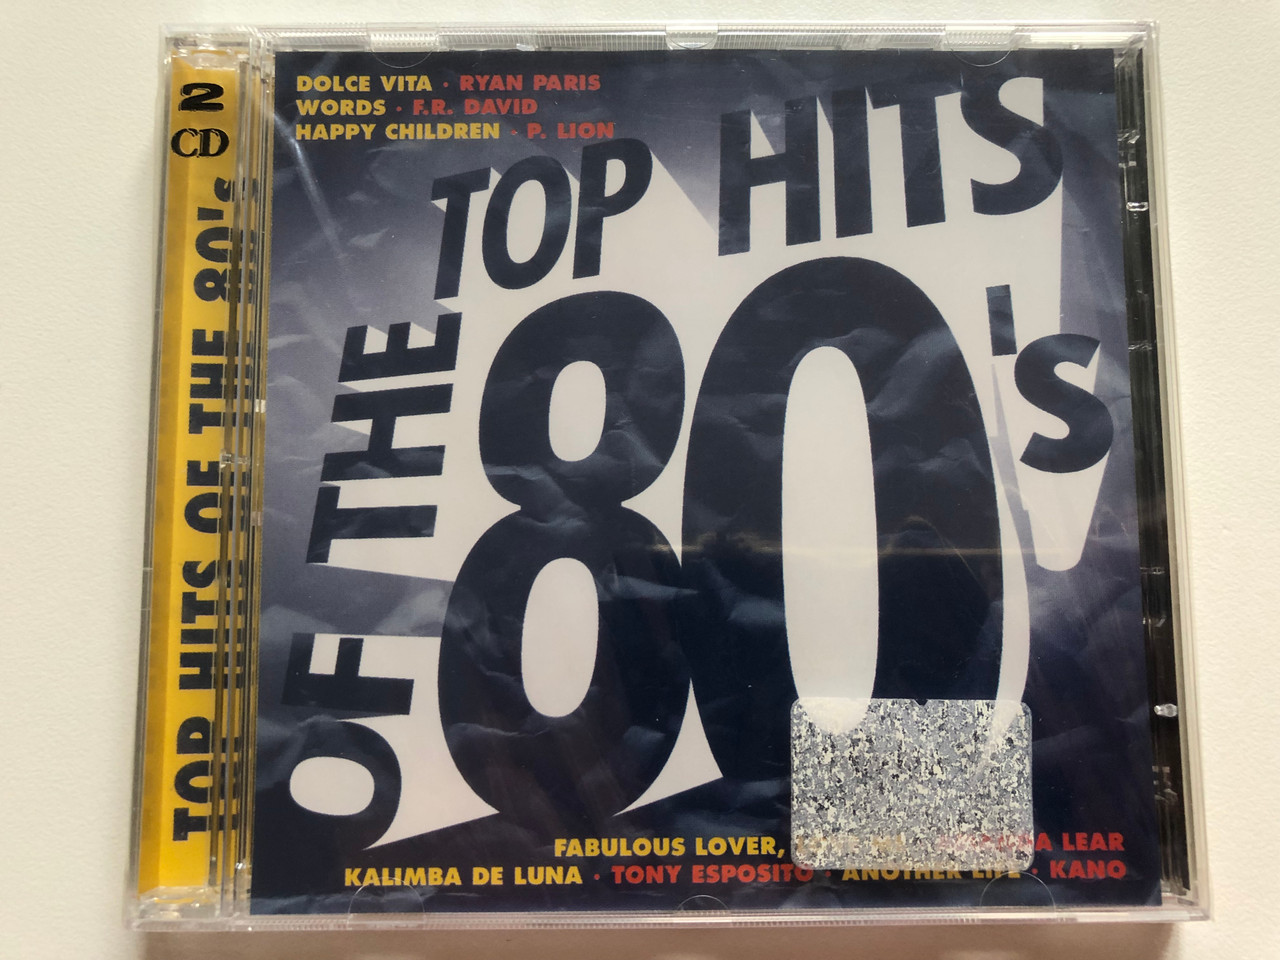 2
CD
TOP HITS OF THE 80's
DOLCE VITA · RYAN PARIS
WORDS · F.R. DAVID
HAPPY CHILDREN · P. LION
TOP HITS
OF THE
80's
FABULOUS LOVER, LEAR
KALIMBA DE LUNA · TONY ESPOSITO · ANOTHER LIFE · KANO